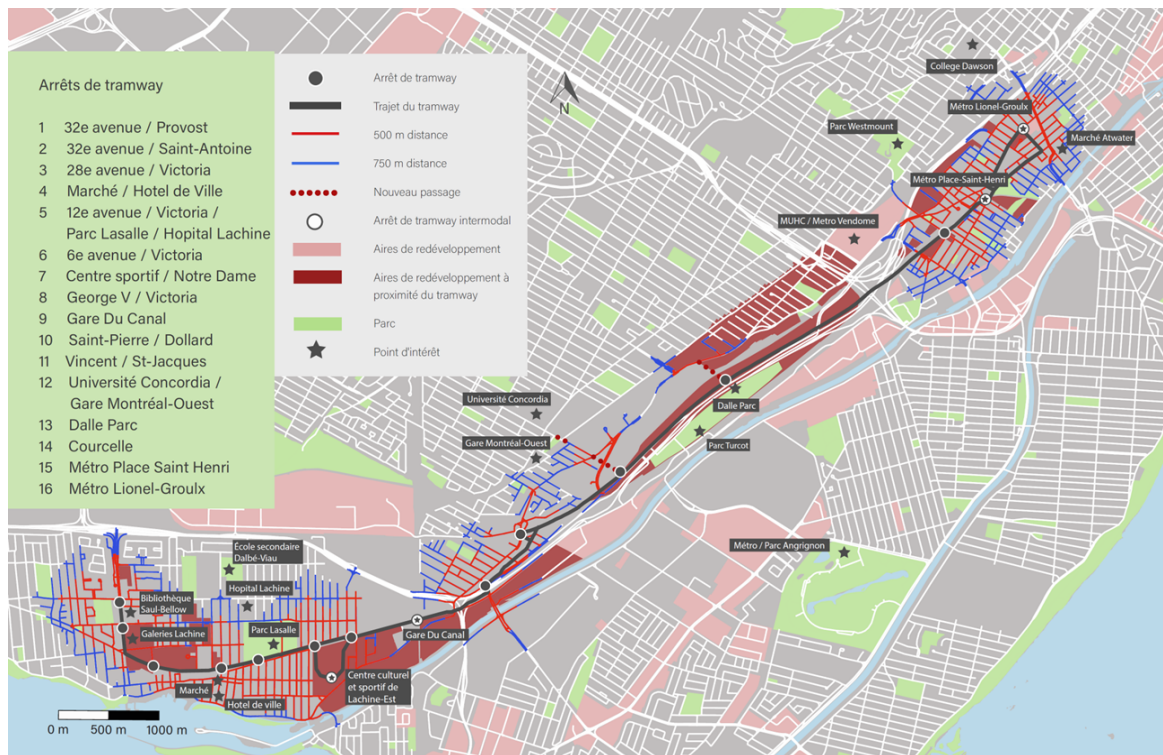 Arrêts de tramway
1 32e avenue / Provost
2 32e avenue / Saint-Antoine
3 28e avenue / Victoria
4 Marché / Hotel de Ville
5 12e avenue / Victoria /
Parc Lasalle / Hopital Lachine
6 6e avenue / Victoria
7 Centre sportif / Notre Dame
8 George V / Victoria
9 Gare Du Canal
10 Saint-Pierre / Dollard
11 Vincent / St-Jacques
12 Université Concordia /
Gare Montréal-Ouest
13 Dalle Parc
14 Courcelle
15 Métro Place Saint Henri
16 Métro Lionel-Groulx
Arrêt de tramway
Trajet du tramway
500 m distance
750 m distance
Nouveau passage
Arrêt de tramway intermodal
Aires de redéveloppement
Aires de redéveloppement à
proximité du tramway
Parc
Point d'intérêt
N
College Dawson
Métro Lionel-Groulx
Parc Westmount
Marché Atwater
Métro Place-Saint-Henri
MUHC / Metro Vendome
Université Concordia
Dalle Parc
Gare Montréal-Ouest
Parc Turcot
École secondaire
Dalbé-Viau
Métro / Parc Angrignon
Hopital Lachine
Bibliothèque
Saul-Bellow
Galeries Lachine
Parc Lasalle
Gare Du Canal
Centre culturel
et sportif de
Lachine-Est
Marché
Hotel de ville
0 m 500 m 1000 m